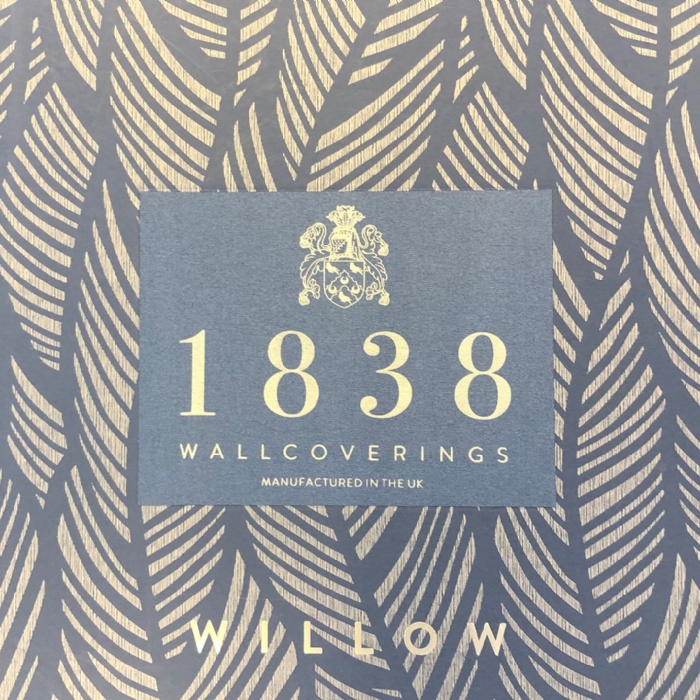 1838
WALLCOVERINGS
MANUFACTURED IN THE UK
WILLOW